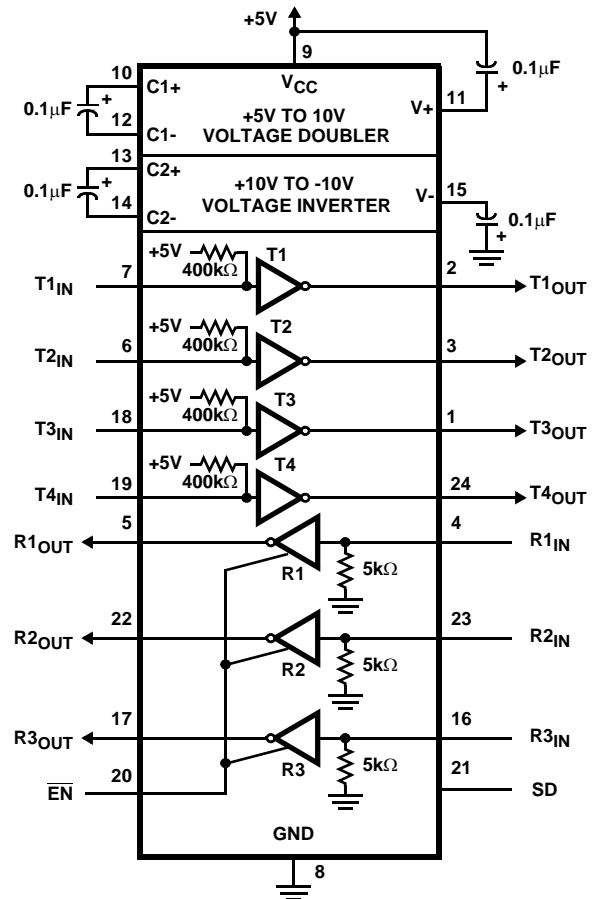 +5V
9
10
C1+
VCC
0.1µF
+
+
0.1µF
11
V+
+5V TO 10V
VOLTAGE DOUBLER
12
C1-
13
C2+
0.1µF
+
+10V TO -10V
VOLTAGE INVERTER
15
V-
14
C2-
0.1µF
+
+5V
400kΩ
T1
T1IN
7
2
T1OUT
+5V
400kΩ
T2
T2IN
6
3
T2OUT
+5V
400kΩ
T3
T3IN
18
1
T3OUT
+5V
400kΩ
T4
T4IN
19
24
T4OUT
R1OUT
5
4
R1IN
R1
5kΩ
R2OUT
22
23
R2IN
R2
5kΩ
R3OUT
17
16
R3IN
R3
5kΩ
EN
20
21
SD
GND
8